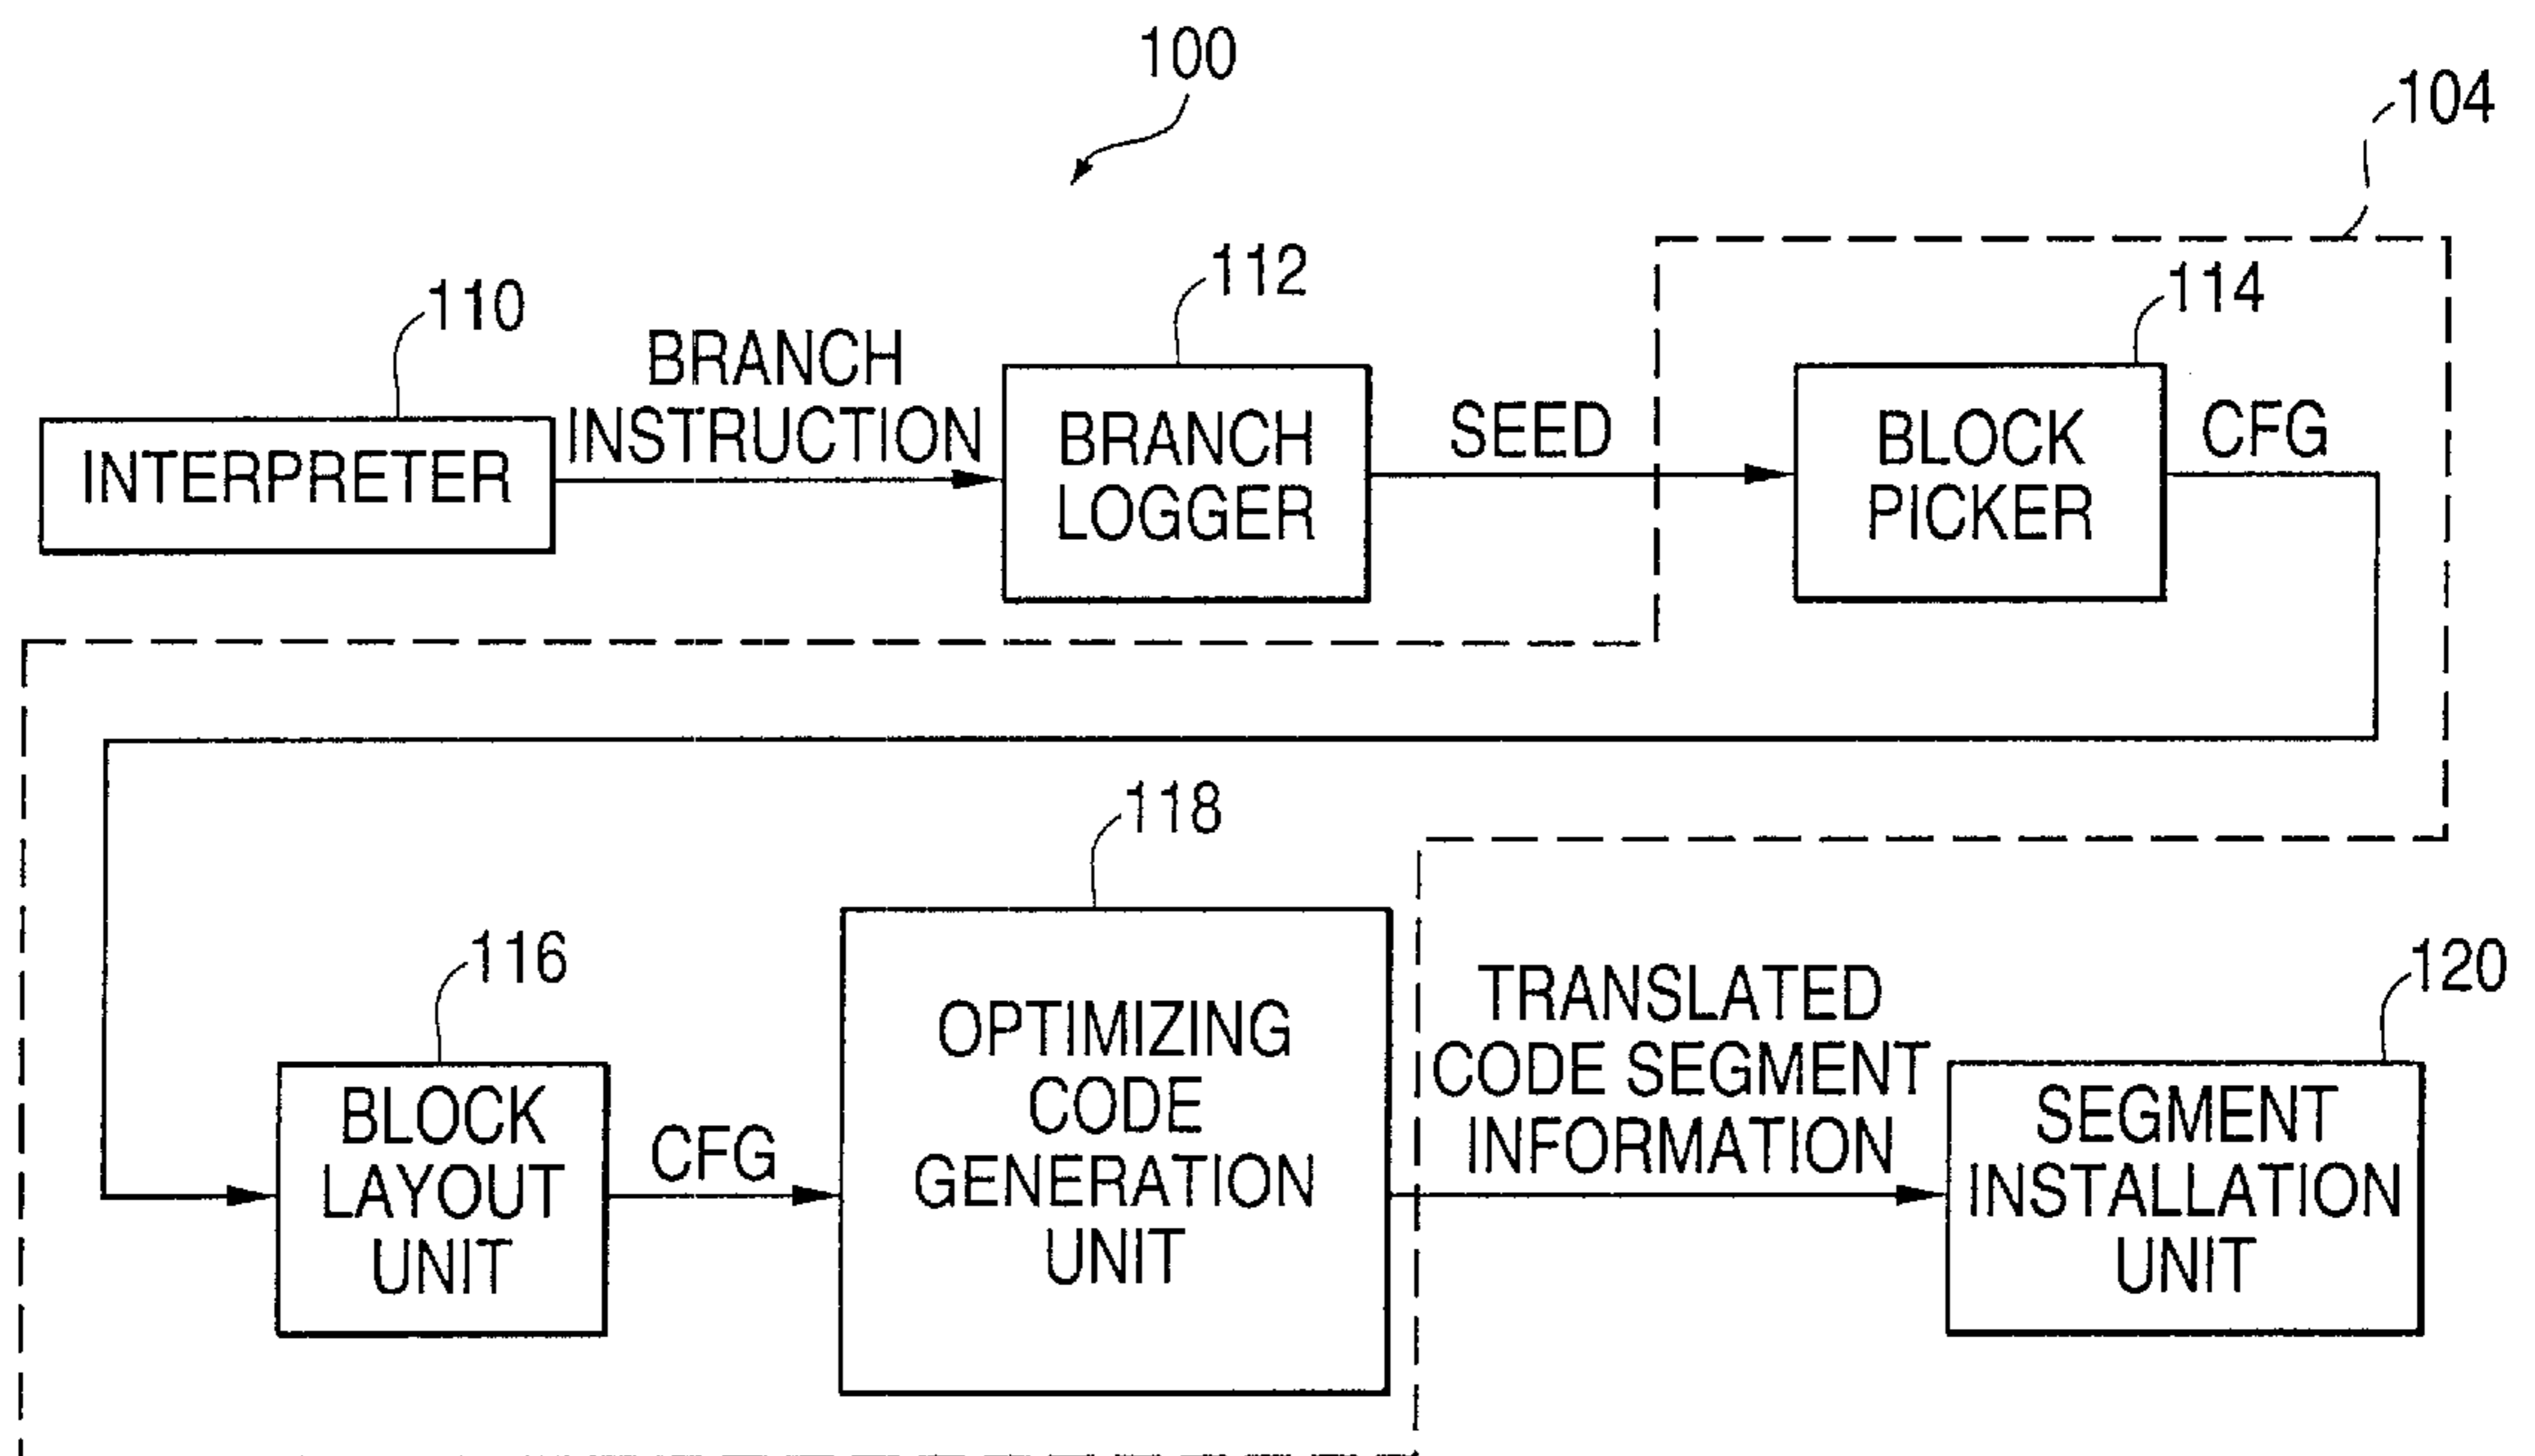 100
104
110
BRANCH
INSTRUCTION
112
SEED
114
CFG
INTERPRETER
BRANCH
LOGGER
BLOCK
PICKER
116
BLOCK
LAYOUT
UNIT
CFG
118
OPTIMIZING
CODE
GENERATION
UNIT
TRANSLATED
CODE SEGMENT
INFORMATION
120
SEGMENT
INSTALLATION
UNIT